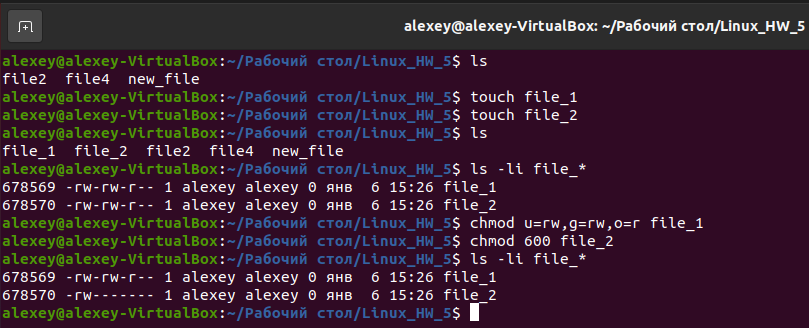 alexey@alexey-VirtualBox: ~/Рабочий стол/Linux_HW_5
alexey@alexey-VirtualBox:~/Рабочий стол/Linux_HW_5$ ls
file2  file4  new_file
alexey@alexey-VirtualBox:~/Рабочий стол/Linux_HW_5$ touch file_1
alexey@alexey-VirtualBox:~/Рабочий стол/Linux_HW_5$ touch file_2
alexey@alexey-VirtualBox:~/Рабочий стол/Linux_HW_5$ ls
file_1  file_2  file2  file4  new_file
alexey@alexey-VirtualBox:~/Рабочий стол/Linux_HW_5$ ls -li file_*
678569 -rw-rw-r-- 1 alexey alexey 0 янв  6 15:26 file_1
678570 -rw-rw-r-- 1 alexey alexey 0 янв  6 15:26 file_2
alexey@alexey-VirtualBox:~/Рабочий стол/Linux_HW_5$ chmod u=rw,g=rw,o=r file_1
alexey@alexey-VirtualBox:~/Рабочий стол/Linux_HW_5$ chmod 600 file_2
alexey@alexey-VirtualBox:~/Рабочий стол/Linux_HW_5$ ls -li file_*
678569 -rw-rw-r-- 1 alexey alexey 0 янв  6 15:26 file_1
678570 -rw------- 1 alexey alexey 0 янв  6 15:26 file_2
alexey@alexey-VirtualBox:~/Рабочий стол/Linux_HW_5$